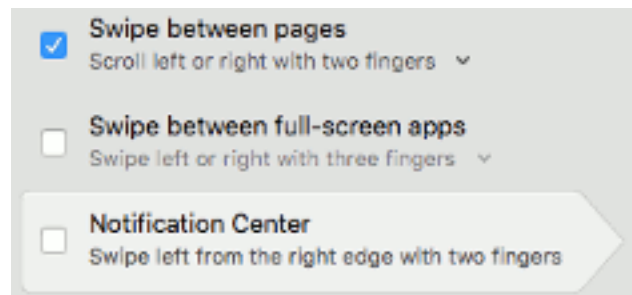 Swipe between pages
Scroll left or right with two fingers
Swipe between full-screen apps
Swipe left or right with three fingers
Notification Center
Swipe left from the right edge with two fingers